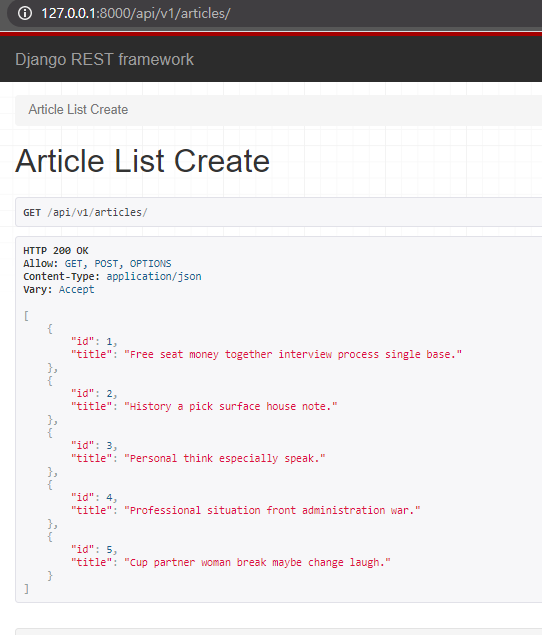 127.0.0.1:8000/api/v1/articles/
Django REST framework
Article List Create
Article List Create
GET /api/v1/articles/
HTTP 200 OK
Allow: GET, POST, OPTIONS
Content-Type: application/json
Vary: Accept
[
    {
        "id": 1,
        "title": "Free seat money together interview process single base."
    },
    {
        "id": 2,
        "title": "History a pick surface house note."
    },
    {
        "id": 3,
        "title": "Personal think especially speak."
    },
    {
        "id": 4,
        "title": "Professional situation front administration war."
    },
    {
        "id": 5,
        "title": "Cup partner woman break maybe change laugh."
    }
]